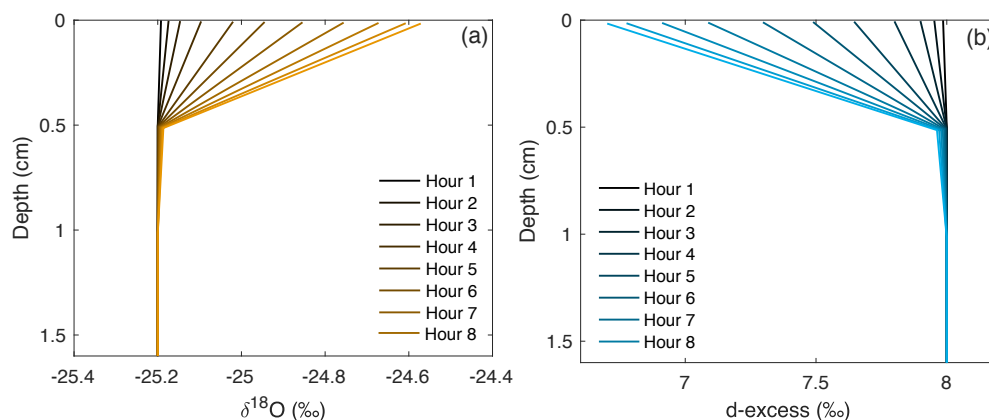 (a)
0
0.5
1
1.5
Depth (cm)
-25.4
-25.2
-25
-24.8
-24.6
-24.4
δ18O (‰)
Hour 1
Hour 2
Hour 3
Hour 4
Hour 5
Hour 6
Hour 7
Hour 8
(b)
0
0.5
1
1.5
Depth (cm)
7
7.5
8
d-excess (‰)
Hour 1
Hour 2
Hour 3
Hour 4
Hour 5
Hour 6
Hour 7
Hour 8